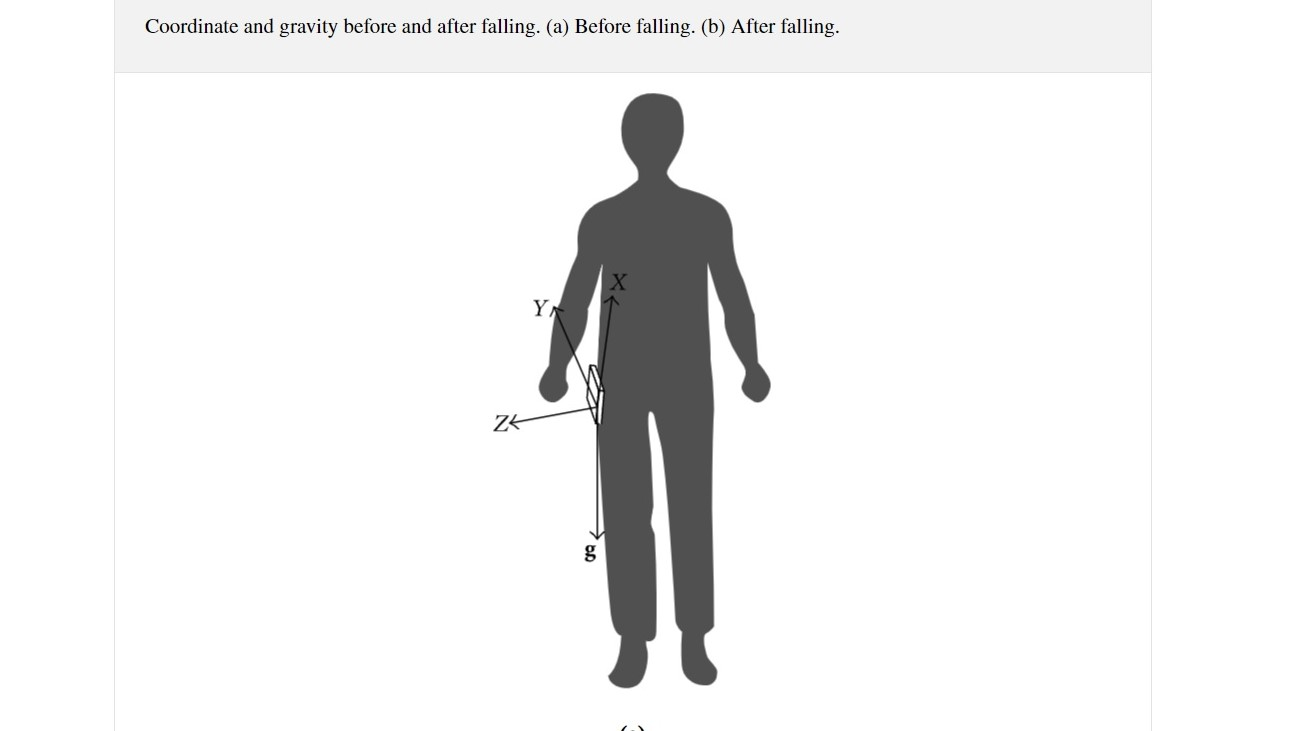 Coordinate and gravity before and after falling. (a) Before falling. (b) After falling.
X
Y
Z
g